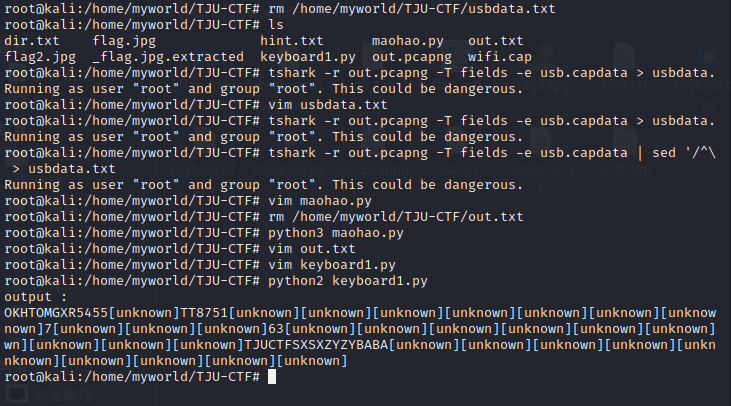 root@kali:/home/myworld/TJU-CTF# rm /home/myworld/TJU-CTF/usbdata.txt
root@kali:/home/myworld/TJU-CTF# ls
dir.txt flag.jpg hint.txt maohao.py out.txt
flag2.jpg _flag.jpg.extracted keyboard1.py out.pcapng wifi.cap
root@kali:/home/myworld/TJU-CTF# tshark -r out.pcapng -T fields -e usb.capdata > usbdata.
Running as user "root" and group "root". This could be dangerous.
root@kali:/home/myworld/TJU-CTF# vim usbdata.txt
root@kali:/home/myworld/TJU-CTF# tshark -r out.pcapng -T fields -e usb.capdata > usbdata.
Running as user "root" and group "root". This could be dangerous.
root@kali:/home/myworld/TJU-CTF# tshark -r out.pcapng -T fields -e usb.capdata | sed '/^\
 > usbdata.txt
Running as user "root" and group "root". This could be dangerous.
root@kali:/home/myworld/TJU-CTF# vim maohao.py
root@kali:/home/myworld/TJU-CTF# rm /home/myworld/TJU-CTF/out.txt
root@kali:/home/myworld/TJU-CTF# python3 maohao.py
root@kali:/home/myworld/TJU-CTF# vim out.txt
root@kali:/home/myworld/TJU-CTF# vim keyboard1.py
root@kali:/home/myworld/TJU-CTF# python2 keyboard1.py
output :
OKHTOMGXR5455[unknown]TT8751[unknown][unknown][unknown][unknown][unknown][unknown][unknow
own]7[unknown][unknown][unknown]63[unknown][unknown][unknown][unknown][unknown][unknown]
wn][unknown][unknown][unknown]TJUCTFSXSXZYZYBABA[unknown][unknown][unknown][unknown][unkn
nknown][unknown][unknown][unknown][unknown]
root@kali:/home/myworld/TJU-CTF#